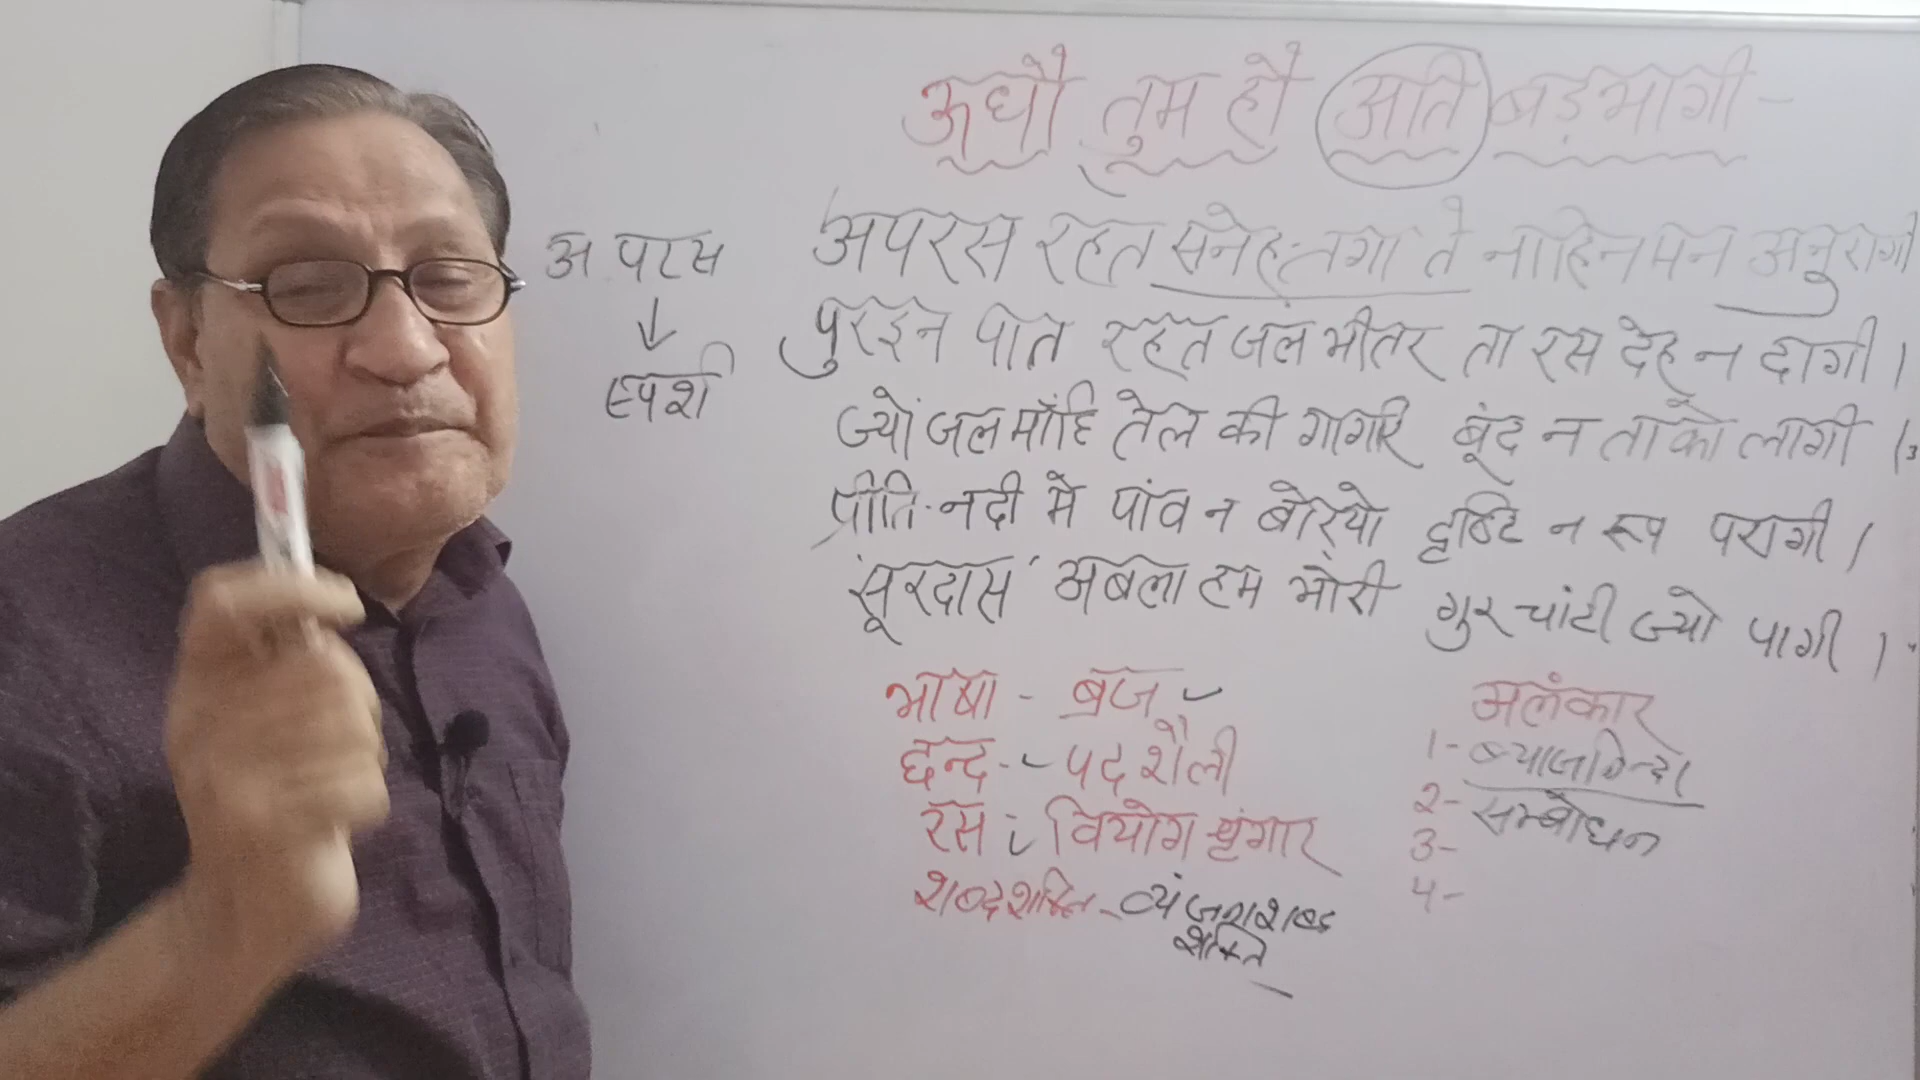 ऊधौ तुम हौ अति बड़भागी -
अपरस रहत सनेह-तगा तें नाहिन मन अनुरागी
पुरइन पात रहत जल भीतर ता रस देह न दागी ।
ज्यों जल माँहि तेल की गागरि बूंद न ताको लागी ।
प्रीति-नदी मे पांव न बोरयो दृष्टि न रूप परागी ।
'सूरदास' अबला हम भोरी गुर चांटी ज्यो पागी ।
अ परस
↓
स्पर्श
भाषा - ब्रज
छन्द - पद शैली
रस : वियोग श्रृंगार
शब्दशक्ति - व्यंजना शब्द
शक्ति
अलंकार
1- ब्याजनिन्दा
2- सम्बोधन
3-
4-